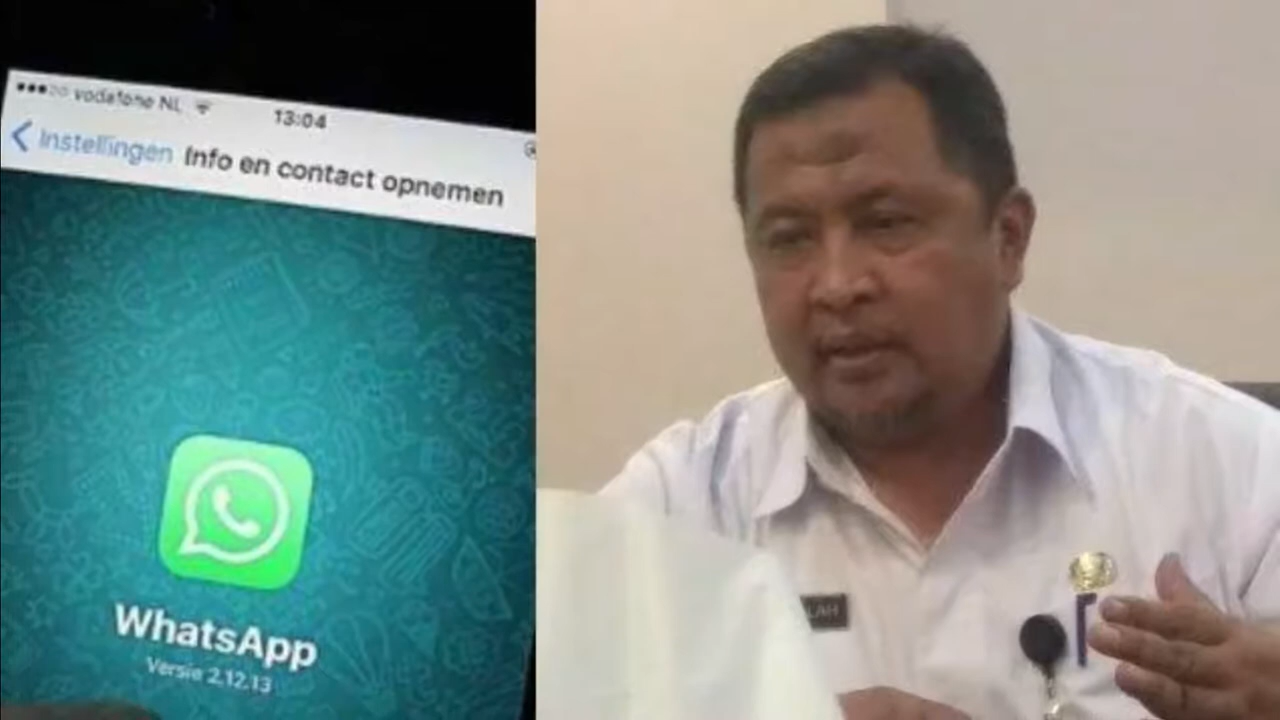 vodafone NL 13:04
Instellingen Info en contact opnemen
WhatsApp
Versie 2.12.13
LAH